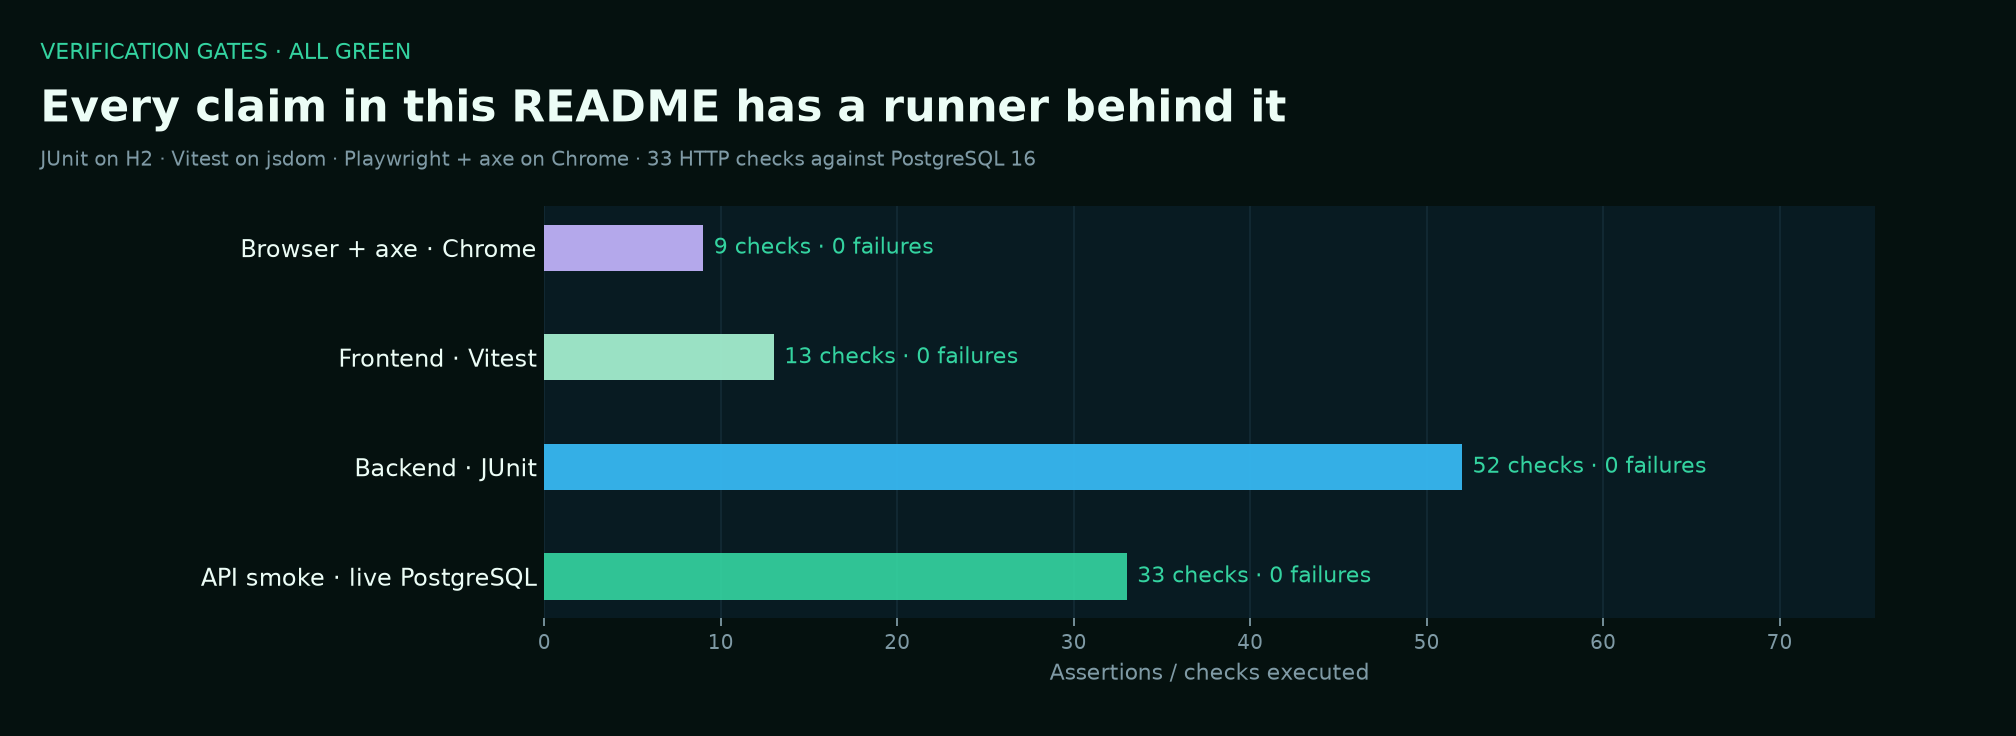 VERIFICATION GATES · ALL GREEN
Every claim in this README has a runner behind it
JUnit on H2 · Vitest on jsdom · Playwright + axe on Chrome · 33 HTTP checks against PostgreSQL 16
Browser + axe · Chrome
9 checks · 0 failures
Frontend · Vitest
13 checks · 0 failures
Backend · JUnit
52 checks · 0 failures
API smoke · live PostgreSQL
33 checks · 0 failures
0 10 20 30 40 50 60 70
Assertions / checks executed